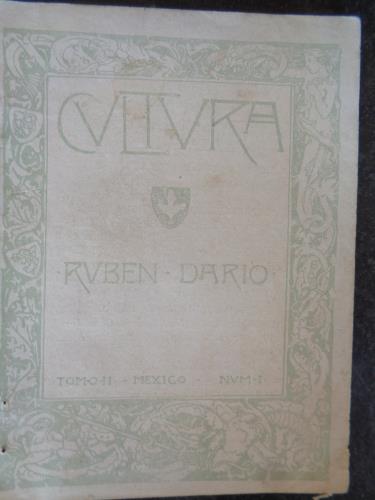 CVLTVRA
RVBEN · DARIO ·
TOMO·II · MEXICO · NVM·I